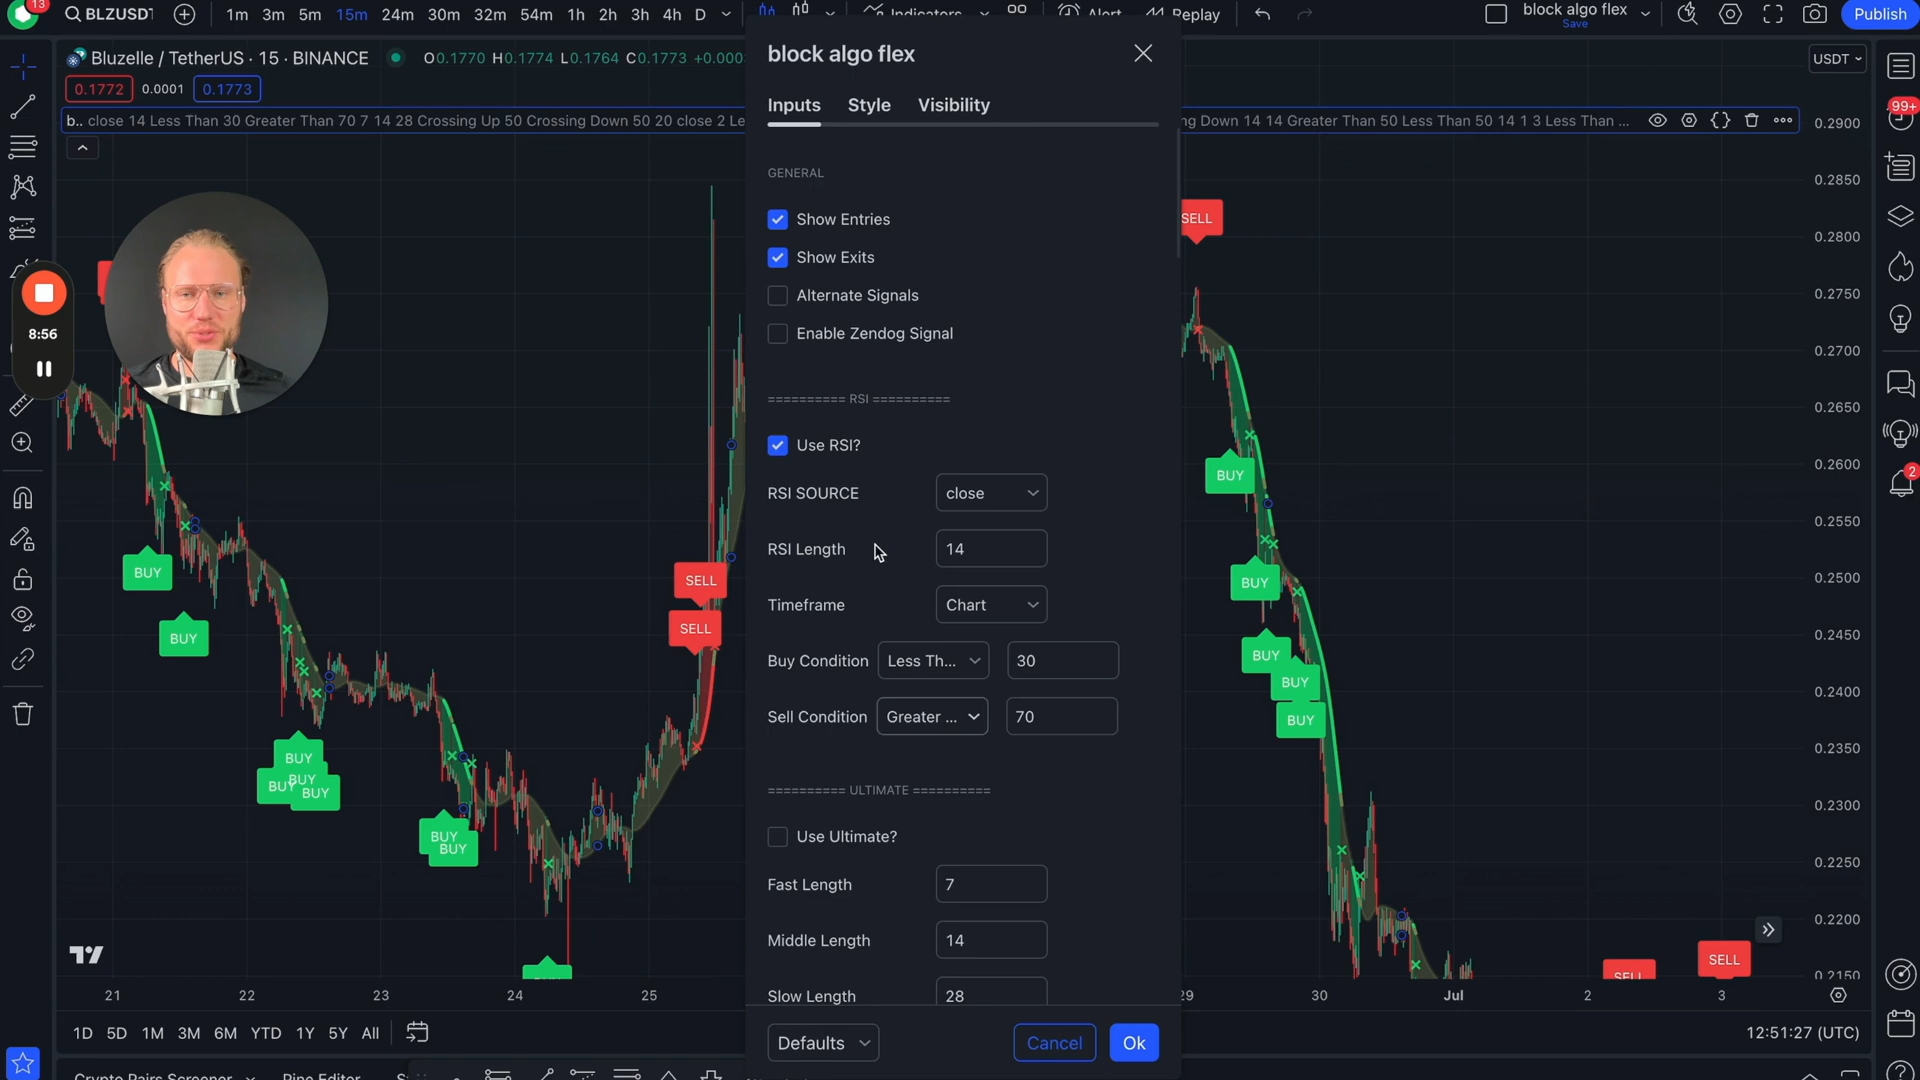 13
BLZUSDT
1m 3m 5m 15m 24m 30m 32m 54m 1h 2h 3h 4h D
Indicators
Alert
Replay
block algo flex
Save
Publish
Bluzelle / TetherUS · 15 · BINANCE
O0.1770 H0.1774 L0.1764 C0.1773 +0.000
0.1772 0.0001 0.1773
b.. close 14 Less Than 30 Greater Than 70 7 14 28 Crossing Up 50 Crossing Down 50 20 close 2 Le
ng Down 14 14 Greater Than 50 Less Than 50 14 1 3 Less Than ...
block algo flex
Inputs Style Visibility
GENERAL
Show Entries
Show Exits
Alternate Signals
Enable Zendog Signal
========== RSI ==========
Use RSI?
RSI SOURCE close
RSI Length 14
Timeframe Chart
Buy Condition Less Th... 30
Sell Condition Greater ... 70
========== ULTIMATE ==========
Use Ultimate?
Fast Length 7
Middle Length 14
Slow Length 28
Defaults
Cancel
Ok
8:56
BUY
BUY
BUY
BUY
BUY
BUY
BUY
BUY
SELL
SELL
SELL
BUY
BUY
BUY
BUY
BUY
SELL
SELL
USDT
0.2900
0.2850
0.2800
0.2750
0.2700
0.2650
0.2600
0.2550
0.2500
0.2450
0.2400
0.2350
0.2300
0.2250
0.2200
0.2150
99+
2
21 22 23 24 25 29 30 Jul 2 3
1D 5D 1M 3M 6M YTD 1Y 5Y All
12:51:27 (UTC)
Crypto Pairs Screener
Pine Editor